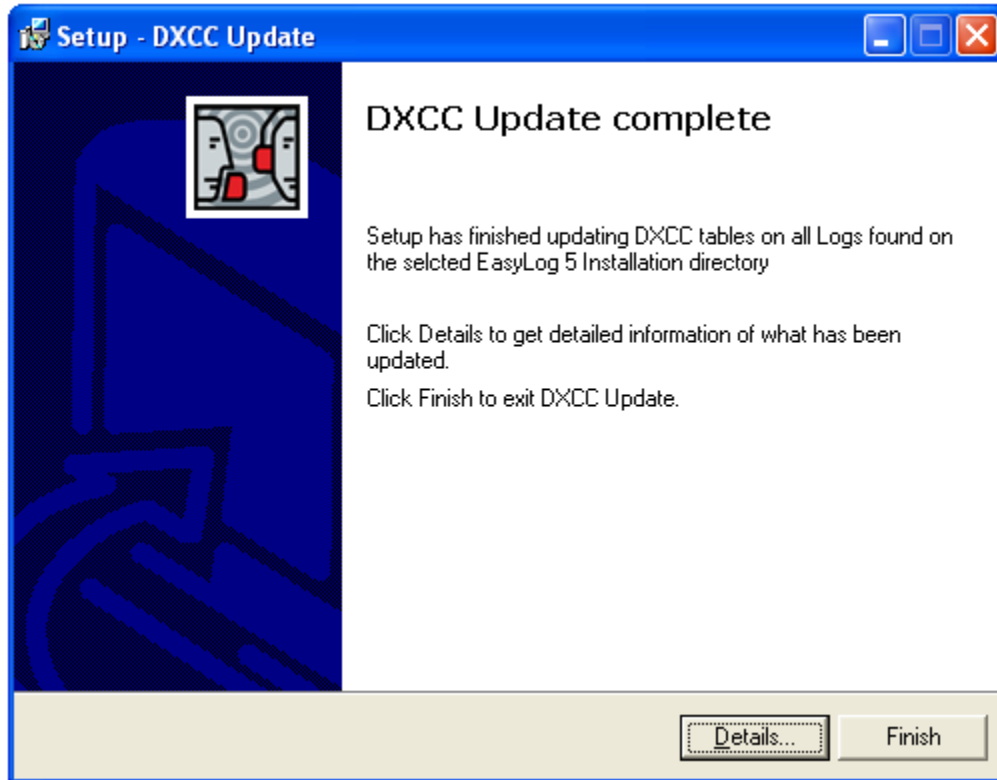 Setup - DXCC Update
DXCC Update complete
Setup has finished updating DXCC tables on all Logs found on
the selcted EasyLog 5 Installation directory
Click Details to get detailed information of what has been
updated.
Click Finish to exit DXCC Update.
Details...
Finish